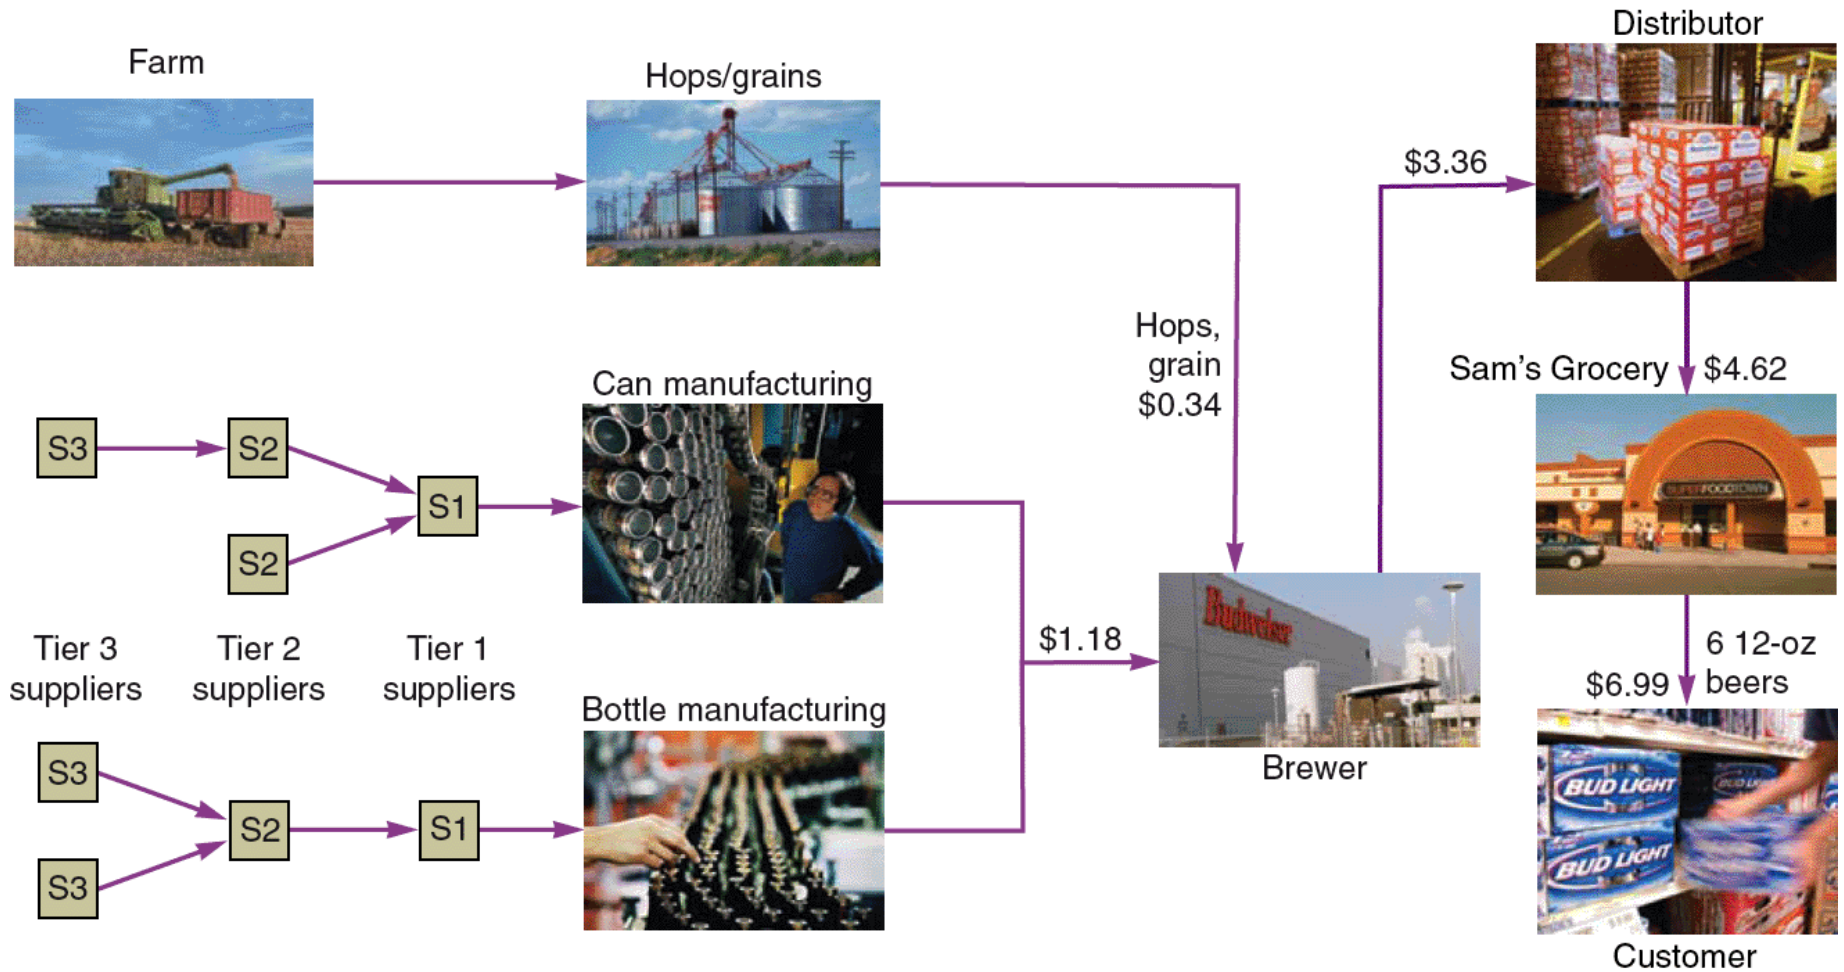 Farm
Hops/grains
Distributor
$3.36
Hops,
grain
$0.34
Sam's Grocery
$4.62
SUPER FOODTOWN
Can manufacturing
S3
S2
S1
S2
Tier 3
suppliers
Tier 2
suppliers
Tier 1
suppliers
$1.18
Budweiser
Brewer
6 12-oz
beers
$6.99
Bottle manufacturing
S3
S2
S1
S3
BUD LIGHT
BUD LIGHT
Customer